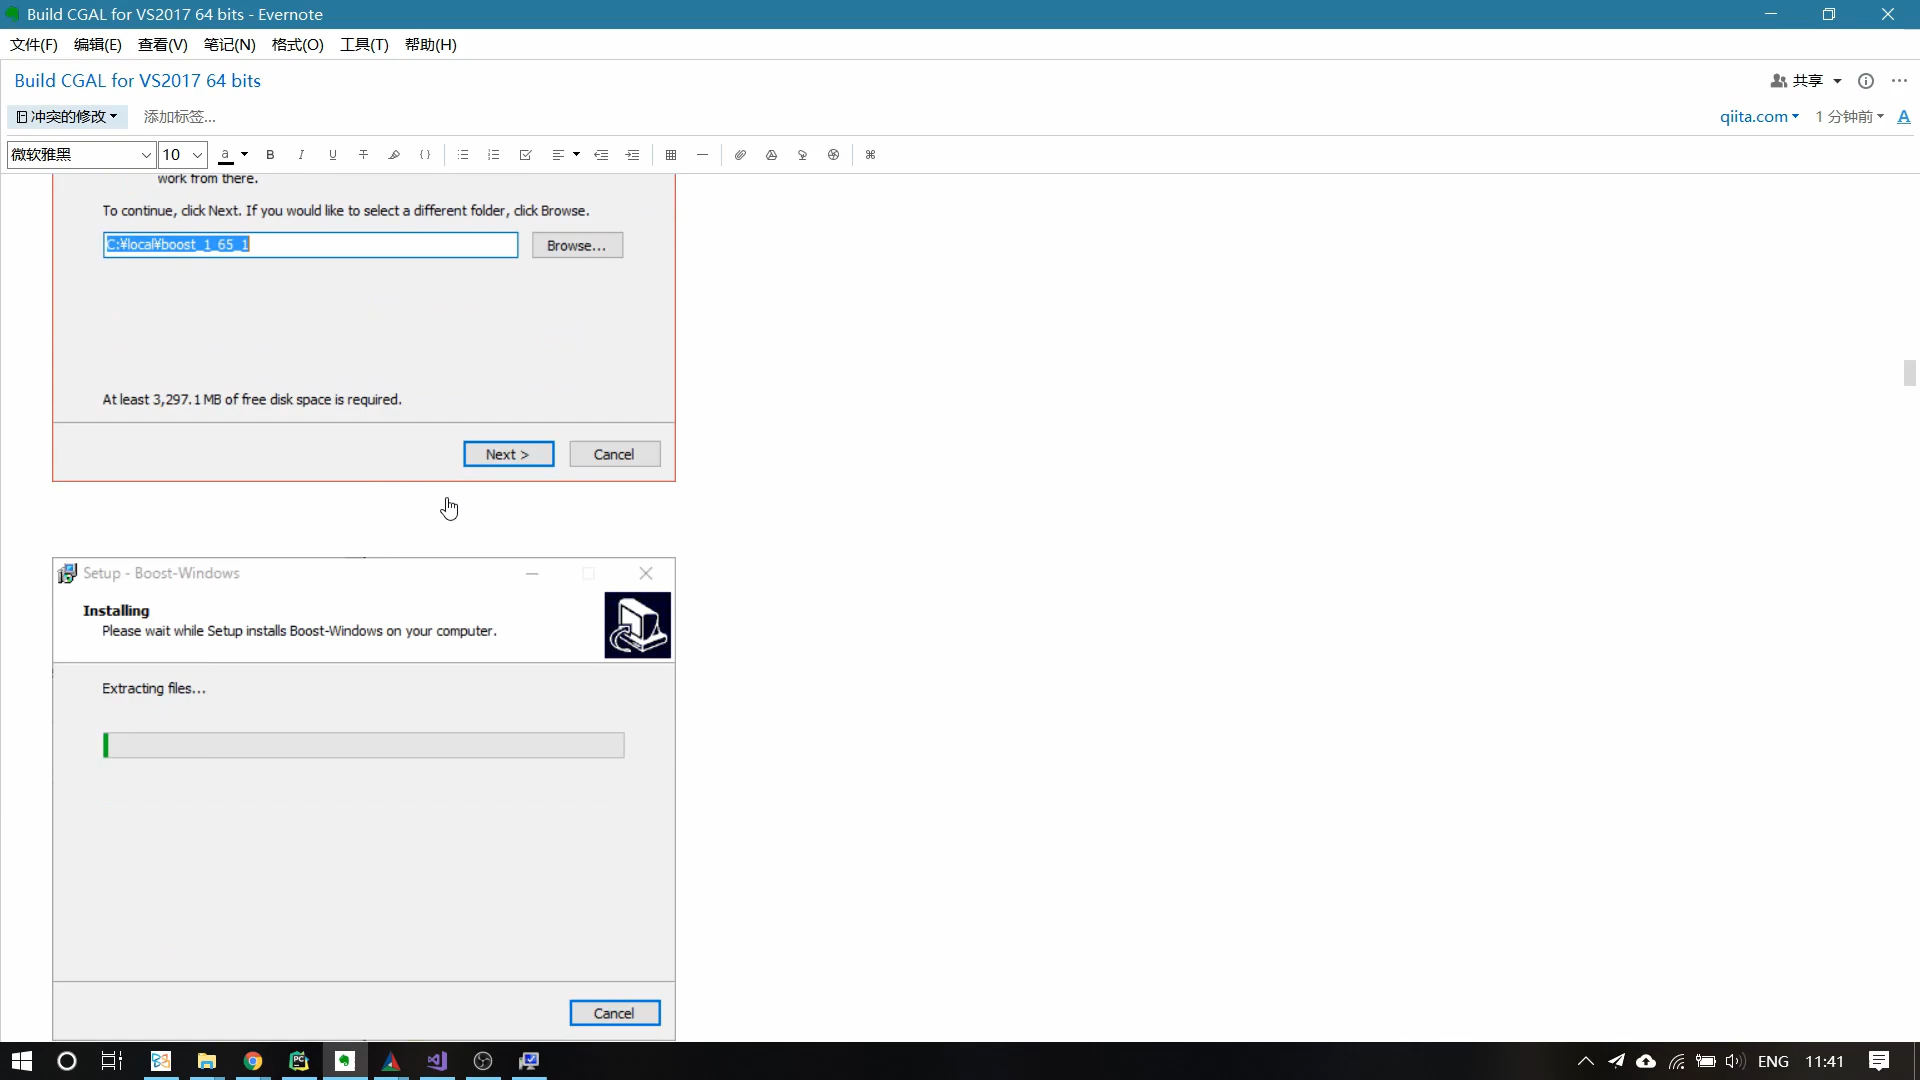 Build CGAL for VS2017 64 bits - Evernote
文件(F) 编辑(E) 查看(V) 笔记(N) 格式(O) 工具(T) 帮助(H)
Build CGAL for VS2017 64 bits
共享
冲突的修改 添加标签...
qiita.com 1 分钟前 A
微软雅黑 10 a B I U T
work from there.
To continue, click Next. If you would like to select a different folder, click Browse.
C:¥local¥boost_1_65_1 Browse...
At least 3,297.1 MB of free disk space is required.
Next > Cancel
Setup - Boost-Windows
Installing
Please wait while Setup installs Boost-Windows on your computer.
Extracting files...
Cancel
ENG 11:41